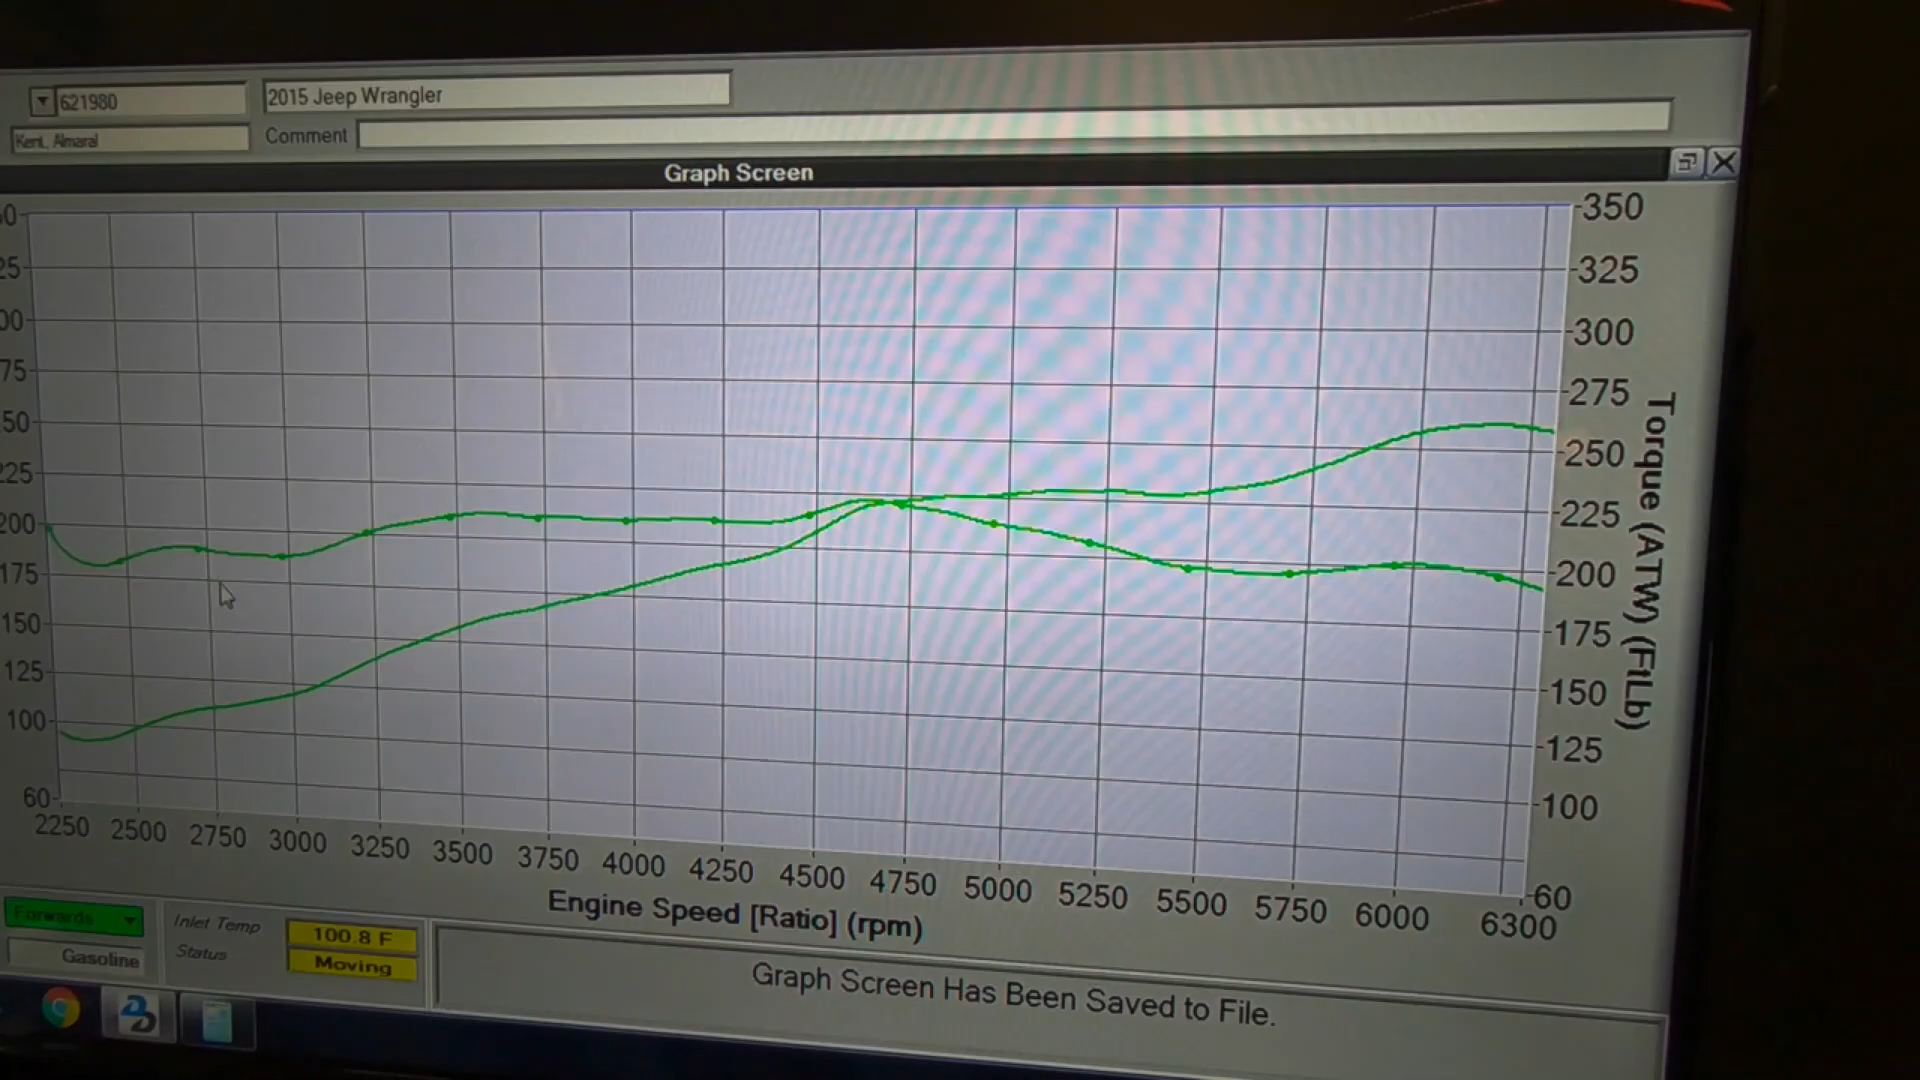 621980
2015 Jeep Wrangler
Kent, Almaral
Comment
Graph Screen
50
25
00
75
50
225
200
175
150
125
100
60
350
325
300
275
250
225
200
175
150
125
100
60
Torque (ATW) (FtLb)
2250 2500 2750 3000 3250 3500 3750 4000 4250 4500 4750 5000 5250 5500 5750 6000 6300
Engine Speed [Ratio] (rpm)
Forwards
Gasoline
Inlet Temp
100.8 F
Status
Moving
Graph Screen Has Been Saved to File.